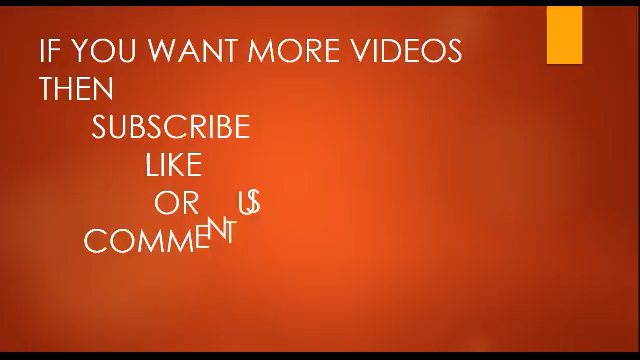 IF YOU WANT MORE VIDEOS
THEN
SUBSCRIBE
LIKE
OR
COMMENT US